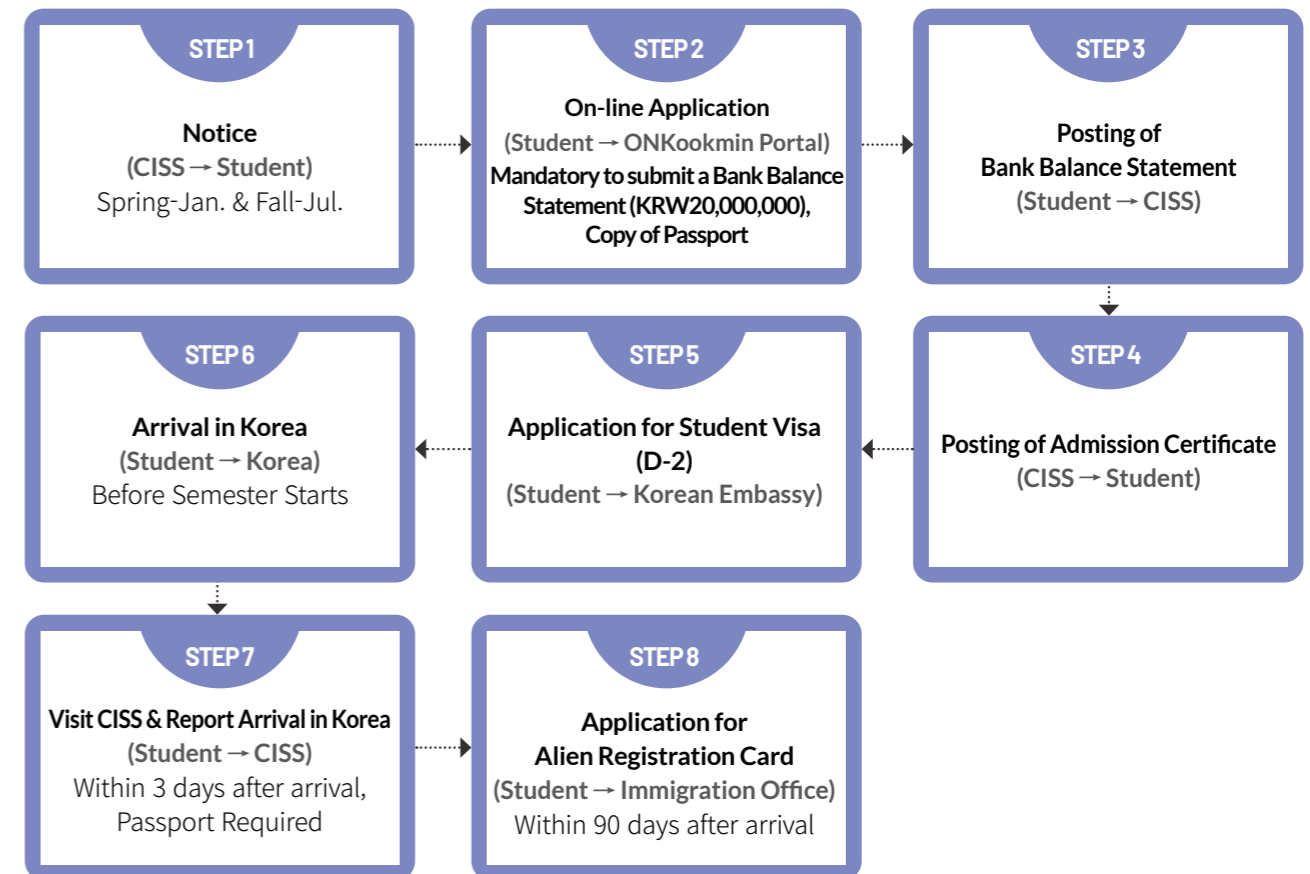 STEP 1
Notice
(CISS → Student)
Spring-Jan. & Fall-Jul.
STEP 2
On-line Application
(Student → ONKookmin Portal)
Mandatory to submit a Bank Balance
Statement (KRW20,000,000),
Copy of Passport
STEP 3
Posting of
Bank Balance Statement
(Student → CISS)
STEP 4
Posting of Admission Certificate
(CISS → Student)
STEP 5
Application for Student Visa
(D-2)
(Student → Korean Embassy)
STEP 6
Arrival in Korea
(Student → Korea)
Before Semester Starts
STEP 7
Visit CISS & Report Arrival in Korea
(Student → CISS)
Within 3 days after arrival,
Passport Required
STEP 8
Application for
Alien Registration Card
(Student → Immigration Office)
Within 90 days after arrival